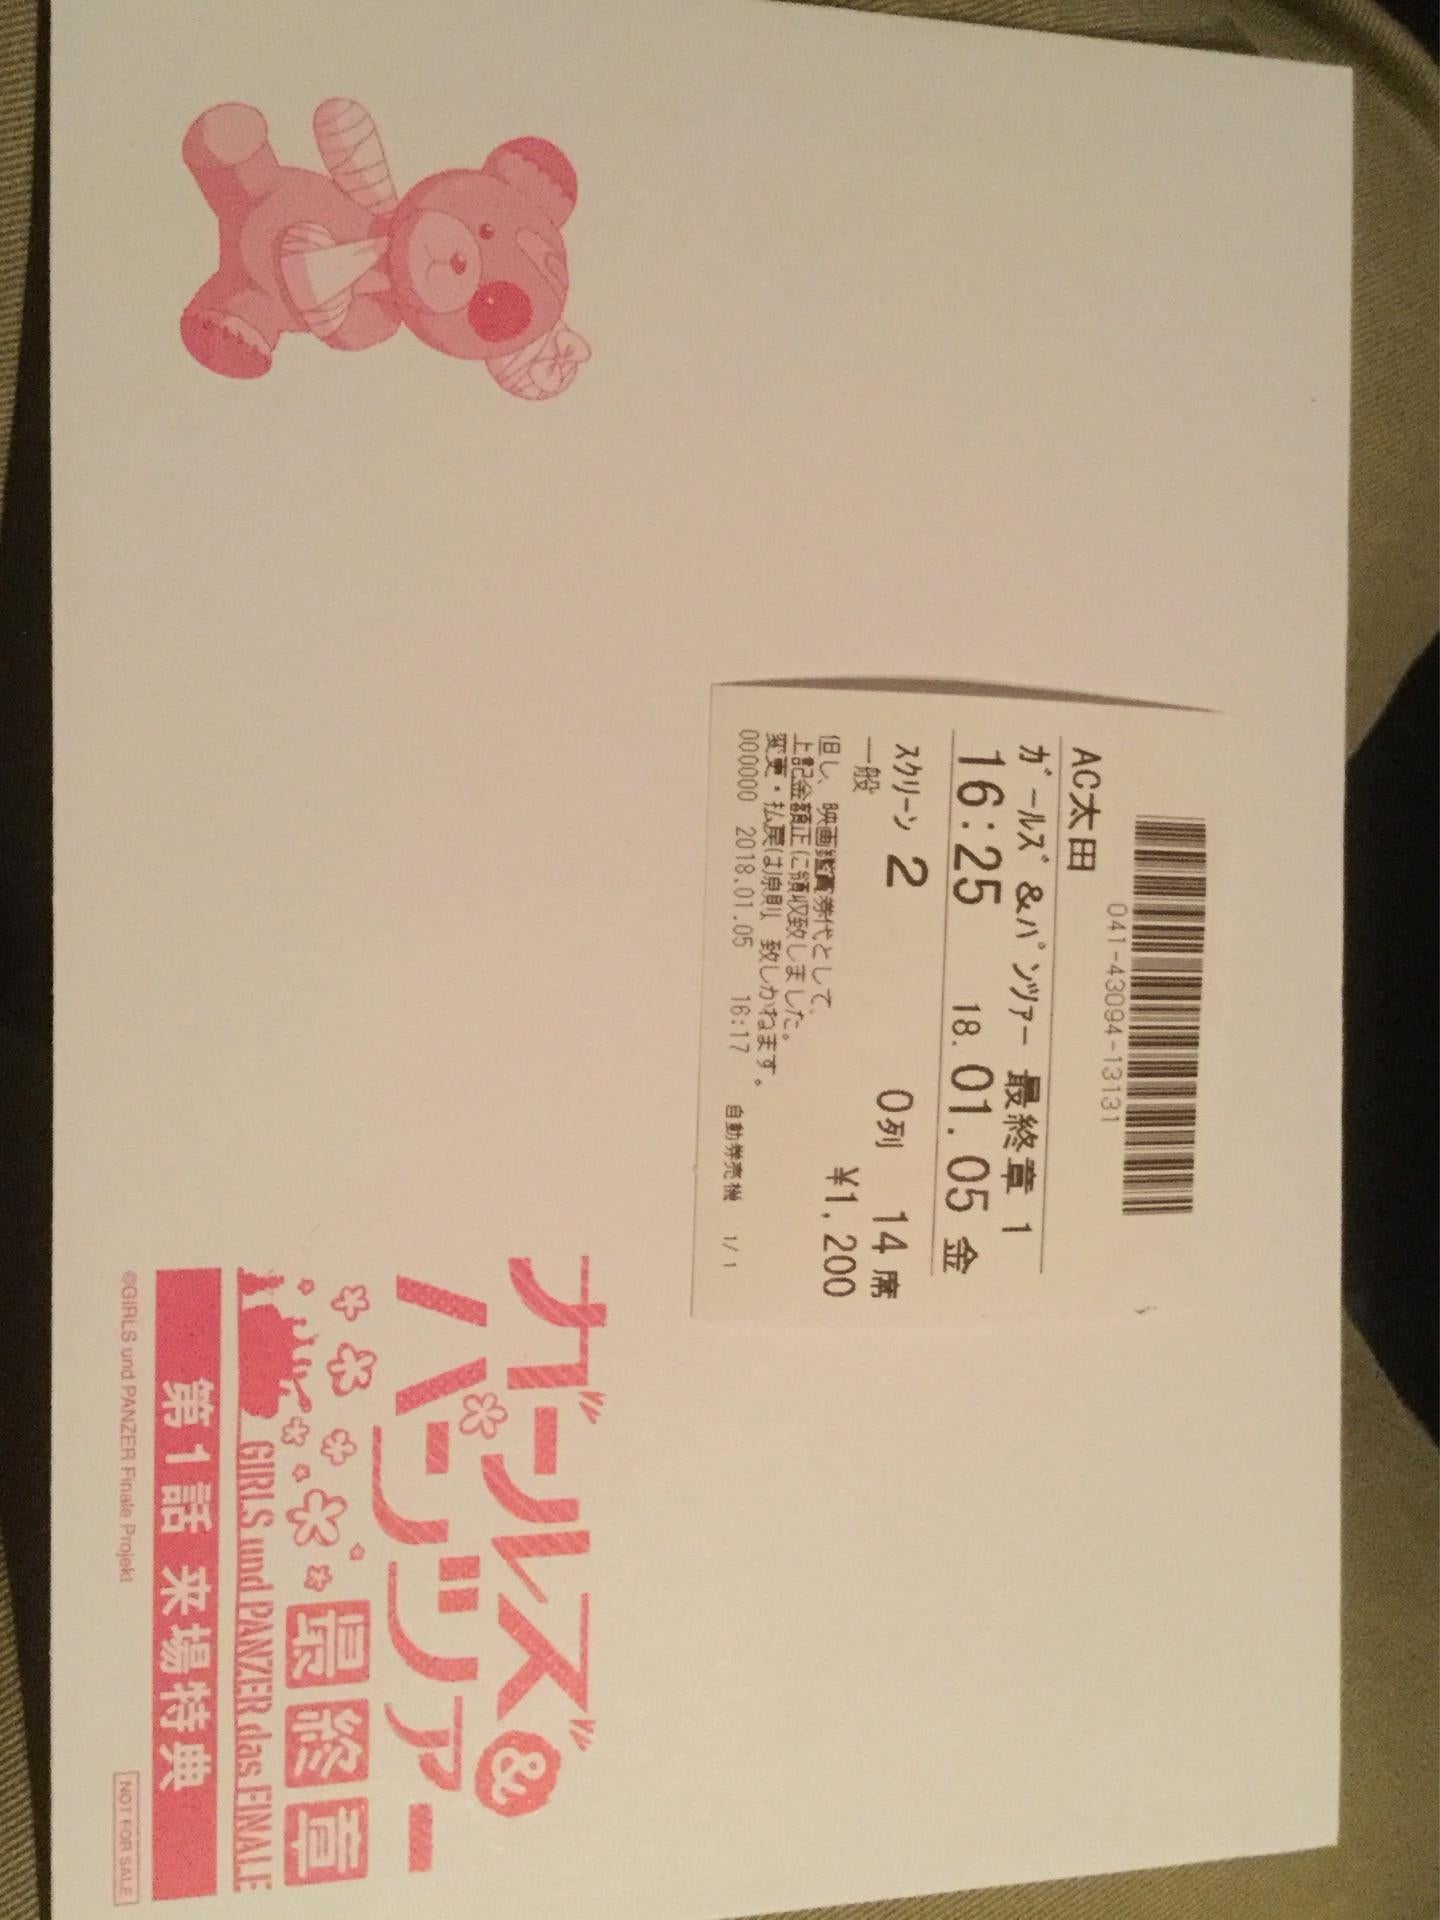 041-43094-13131
AC太田
ガールズ&パンツァー 最終章 1
16:25 18.01.05 金
スクリーン 2 O列 14席
一般 ¥1,200
但し、映画鑑賞券代として、
上記金額正に領収致しました。
変更・払戻は原則 致しかねます。
000000 2018.01.05 16:17 自動券売機 1/1
ガールズ&
パンツァー
最終章
GIRLS und PANZER das FINALE
第1話 来場特典
©GIRLS und PANZER Finale Projekt
NOT FOR SALE